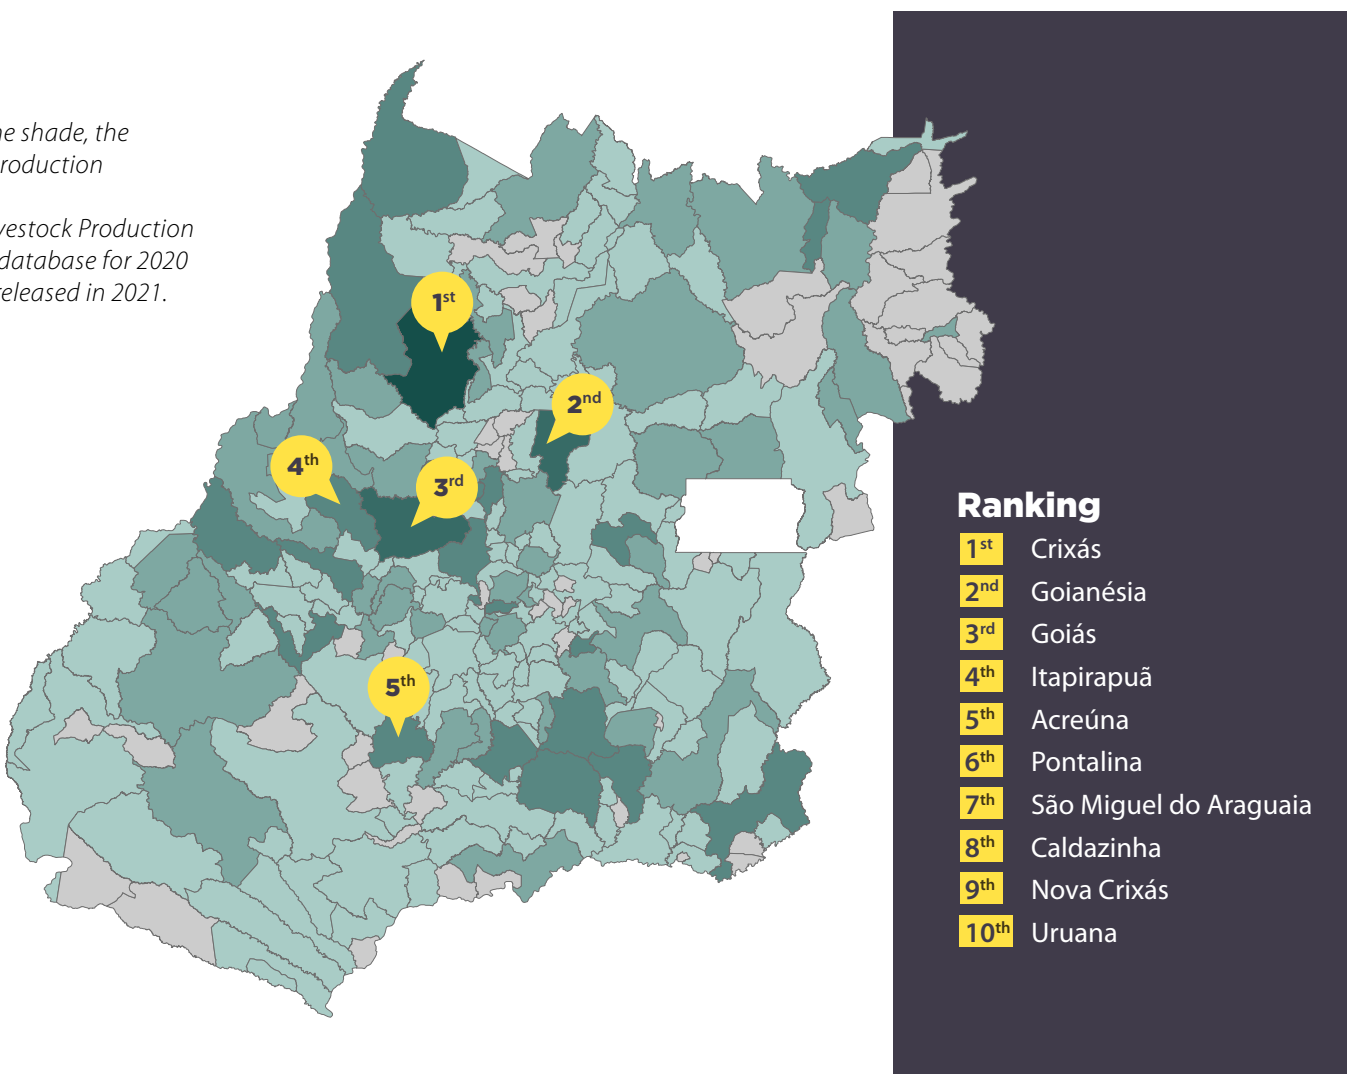 he shade, the
roduction
vestock Production
database for 2020
released in 2021.
1st
2nd
4th
3rd
5th
Ranking
1st Crixás
2nd Goianésia
3rd Goiás
4th Itapirapuã
5th Acreúna
6th Pontalina
7th São Miguel do Araguaia
8th Caldazinha
9th Nova Crixás
10th Uruana